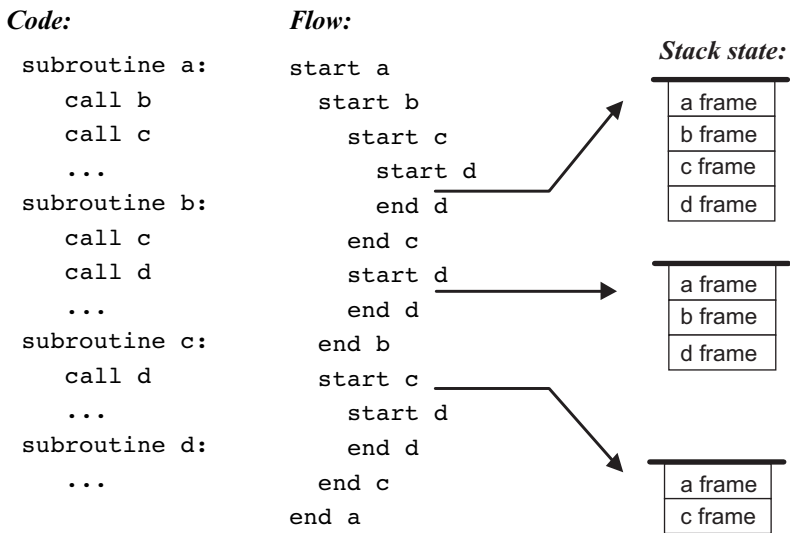 Code:
subroutine a:
call b
call c
...
subroutine b:
call c
call d
...
subroutine c:
call d
...
subroutine d:
...
Flow:
start a
start b
start c
start d
end d
end c
start d
end d
end b
start c
start d
end d
end c
end a
Stack state:
a frame
b frame
c frame
d frame
a frame
b frame
d frame
a frame
c frame